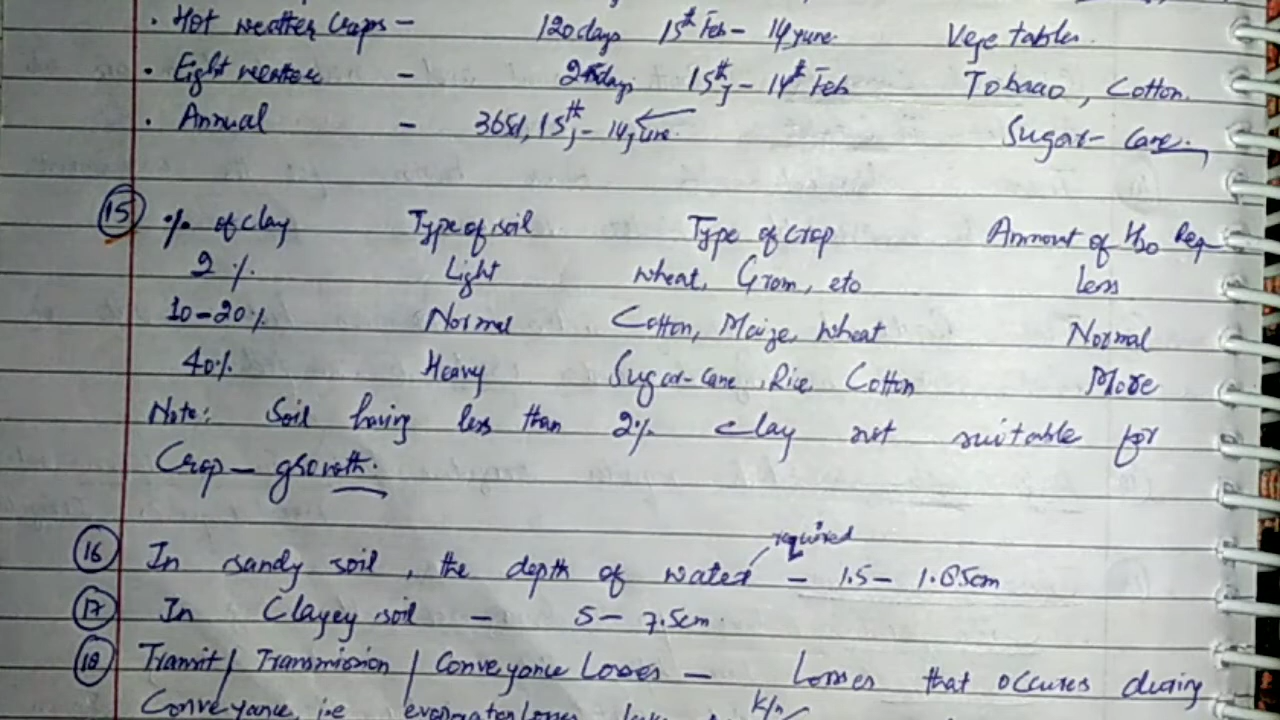 . Hot weather Crops – 120 days 15th Feb – 14 june Vegetables.
. Eight weather – days 15th J – 14th Feb Tobacco, Cotton.
. Annual – 365d, 15th J – 14 june. Sugar-Cane.
15 % of clay Type of soil Type of crop Amount of H2O Req
2 % Light wheat, Gram, etc less
10-20% Normal Cotton, Maize, wheat Normal
40% Heavy Sugar-Cane, Rice Cotton More
Note: Soil having less than 2% clay not suitable for
Crop – growth.
required
16 In sandy soil, the depth of water – 1.5 – 1.65cm
17 In Clayey soil – 5 – 7.5cm.
18 Transit / Transmission / Conveyance Losses – Losses that occures during
Conveyance, i.e